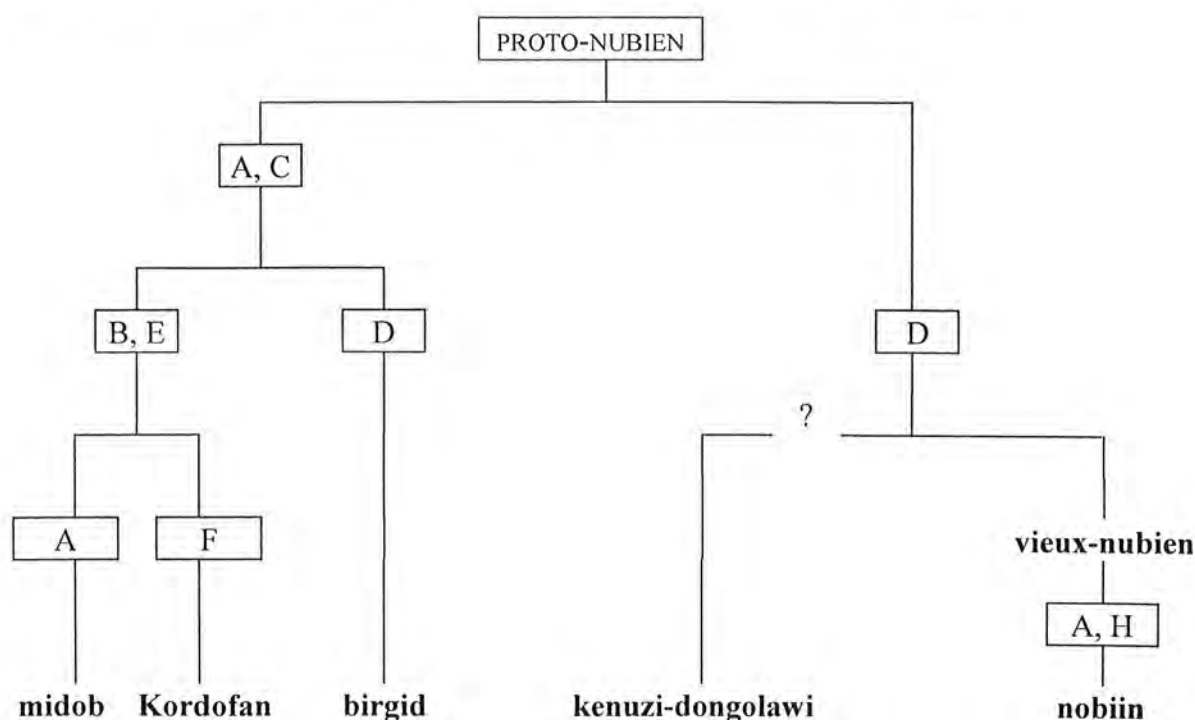 PROTO-NUBIEN
A, C
B, E
D
D
?
A
F
vieux-nubien
A, H
midob
Kordofan
birgid
kenuzi-dongolawi
nobiin